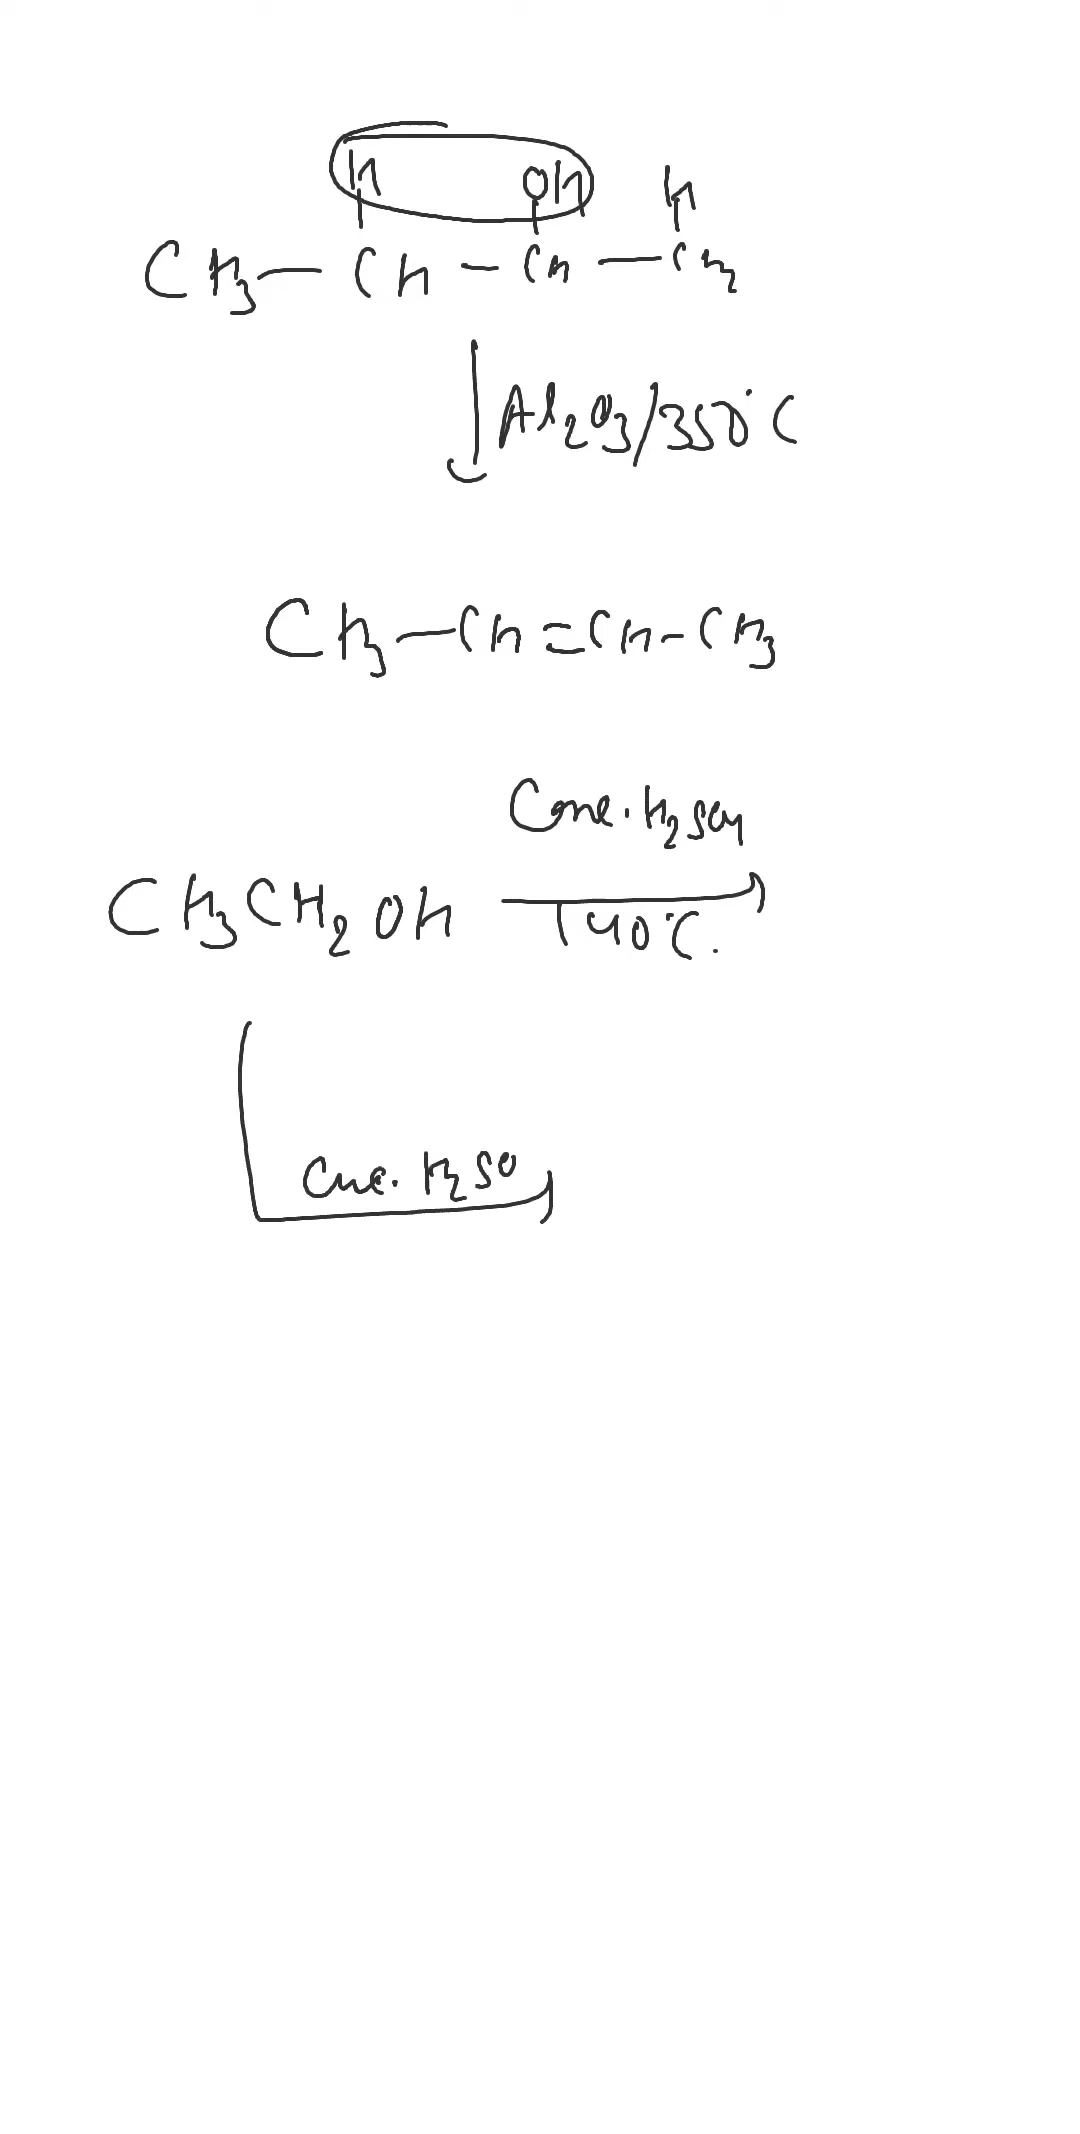 H OH H
CH3 — CH — CH — CH2
Al2O3/350°C
CH3 — CH = CH - CH3
Conc. H2SO4
CH3CH2OH
140°C.
Conc. H2SO